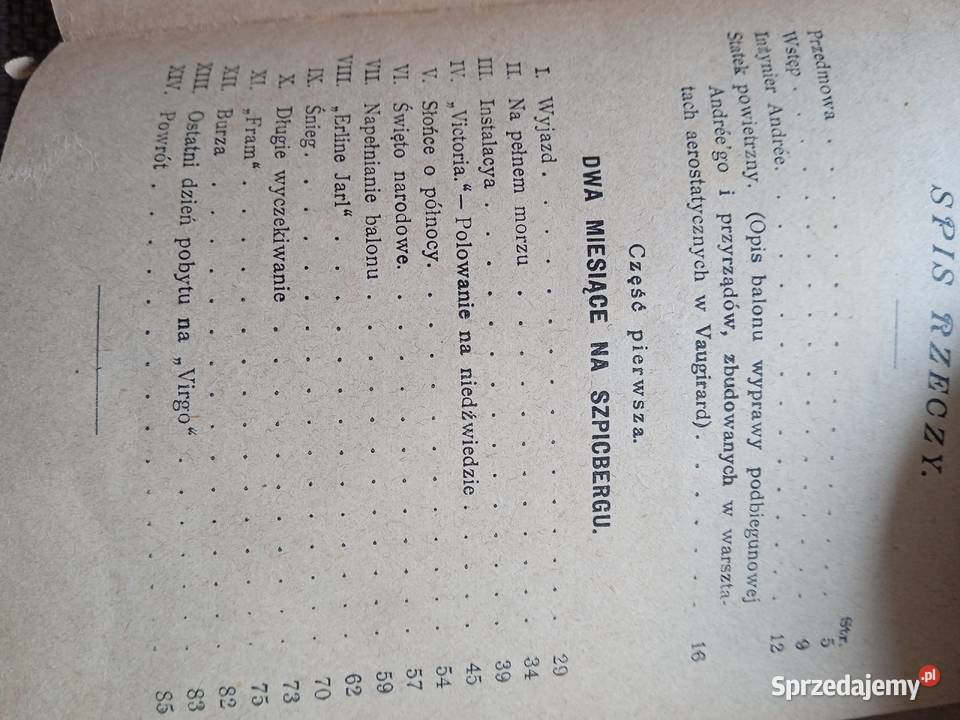 SPIS RZECZY.
Str.
Przedmowa . . . . . . . . . . 5
Wstęp . . . . . . . . . . 9
Inżynier Andrée. . . . . . . . . . 12
Statek powietrzny. (Opis balonu wyprawy podbiegunowej
Andrée'go i przyrządów, zbudowanych w warszta-
tach aerostatycznych w Vaugirard) . . . . . . 16
Część pierwsza.
DWA MIESIĄCE NA SZPICBERGU.
I. Wyjazd . . . . . . . . . . 29
II. Na pełnem morzu . . . . . . . . . . 34
III. Instalacya . . . . . . . . . . 39
IV. „Victoria.“ — Polowanie na niedźwiedzie . . . . . 45
V. Słońce o północy. . . . . . . . . . 54
VI. Święto narodowe. . . . . . . . . . 57
VII. Napełnianie balonu . . . . . . . . . . 59
VIII. „Erline Jarl“ . . . . . . . . . . 62
IX. Śnieg. . . . . . . . . . . 70
X. Długie wyczekiwanie . . . . . . . . . . 73
XI. „Fram“ . . . . . . . . . . 75
XII. Burza . . . . . . . . . . 82
XIII. Ostatni dzień pobytu na „Virgo“ . . . . . . . 83
XIV. Powrót . . . . . . . . . . 85
Sprzedajemy.pl